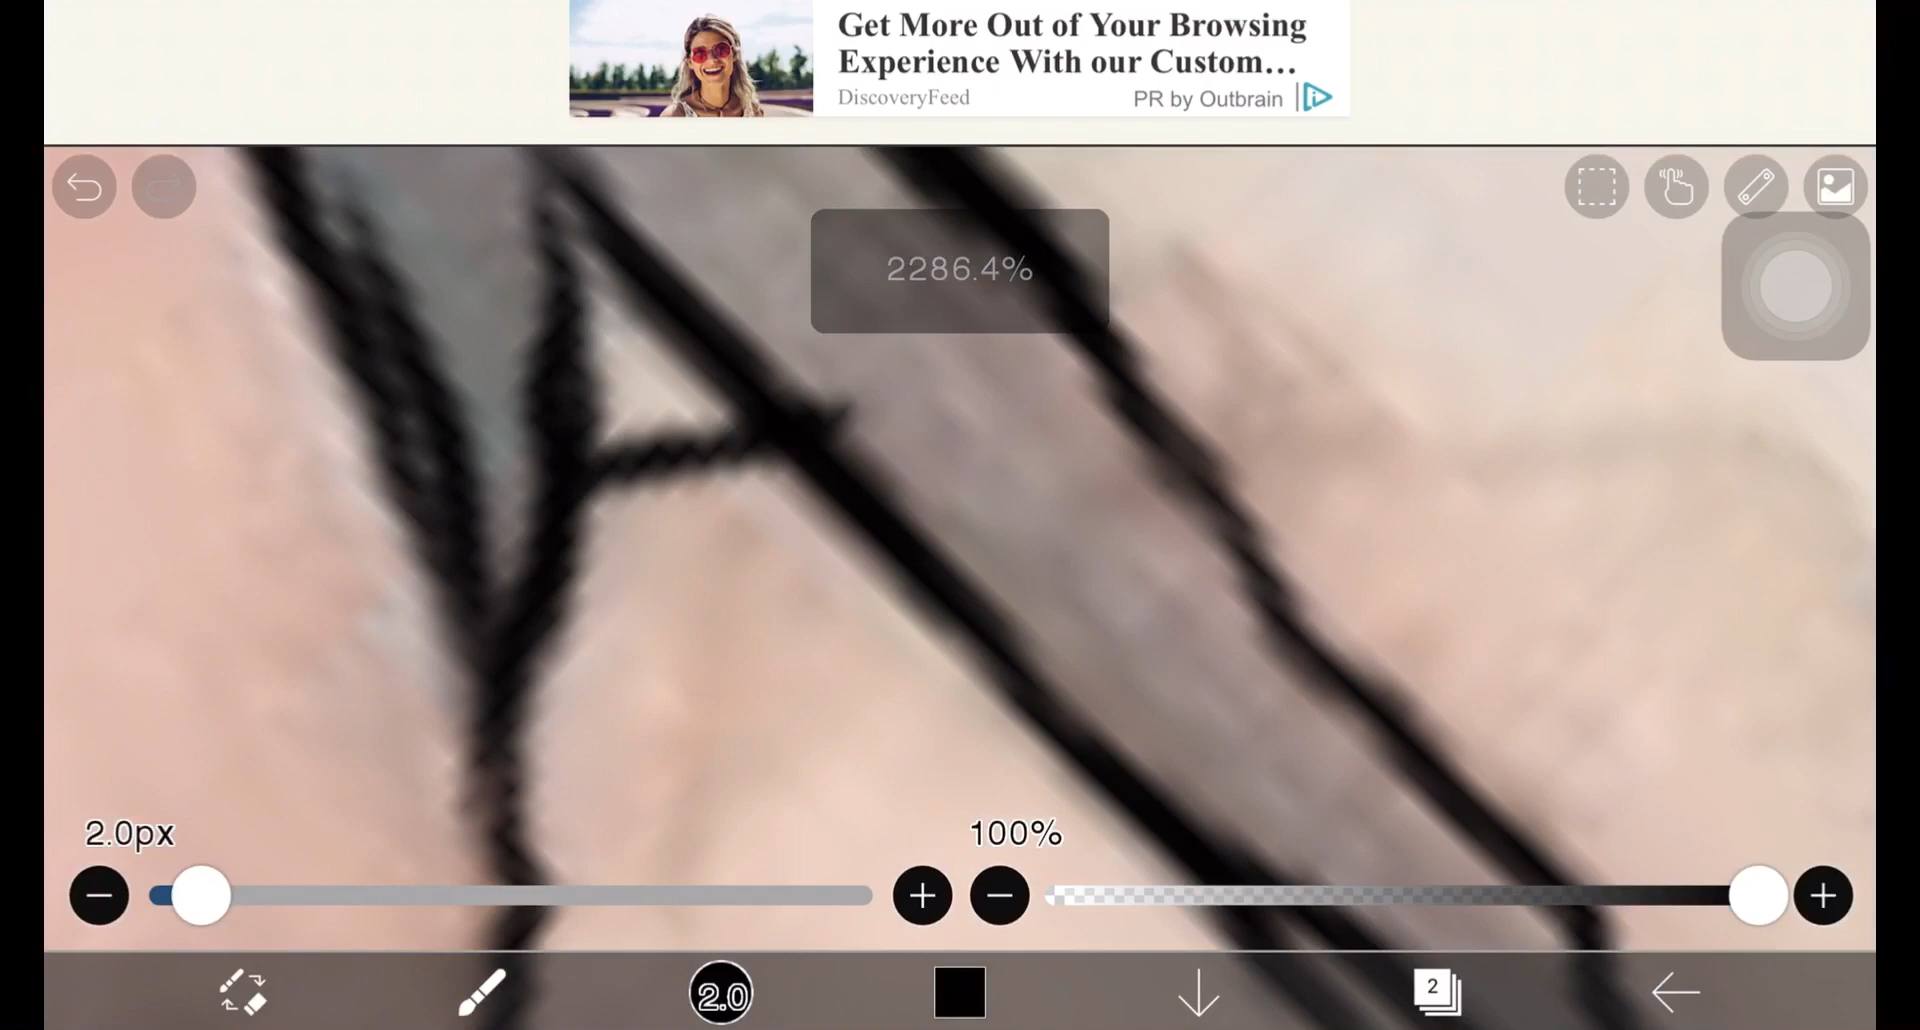 Get More Out of Your Browsing
Experience With our Custom...
DiscoveryFeed
PR by Outbrain
2286.4%
2.0px
100%
2.0
2